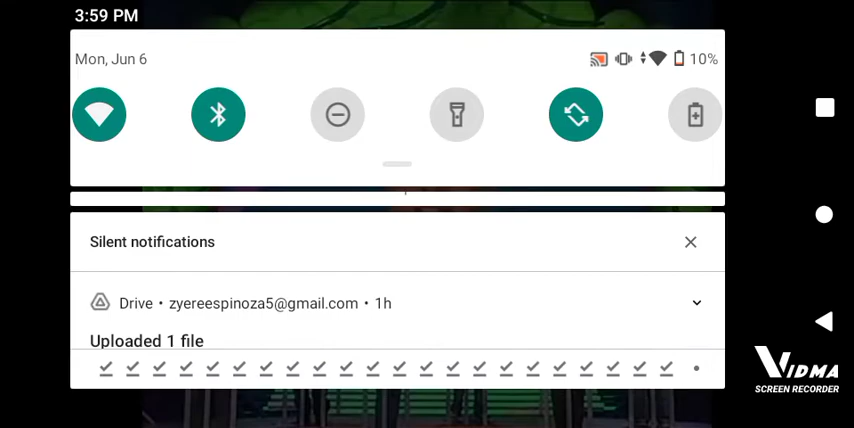 3:59 PM
Mon, Jun 6
10%
Silent notifications
Drive • zyereespinoza5@gmail.com • 1h
Uploaded 1 file
VIDMA
SCREEN RECORDER